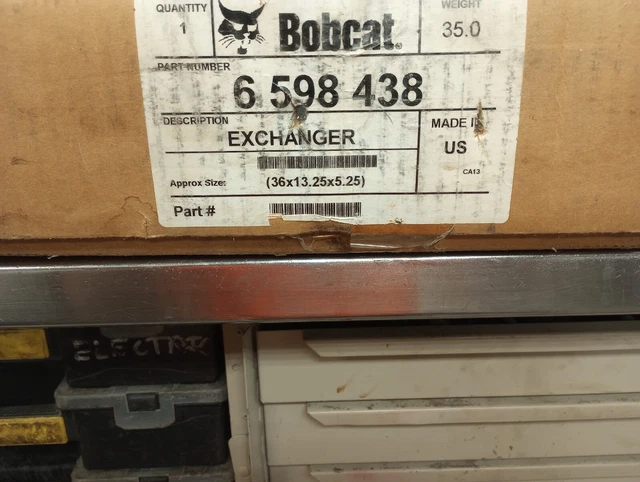 QUANTITY
1
Bobcat.
WEIGHT
35.0
PART NUMBER
6 598 438
DESCRIPTION
EXCHANGER
MADE IN
US
CA13
Approx Size: (36x13.25x5.25)
Part #